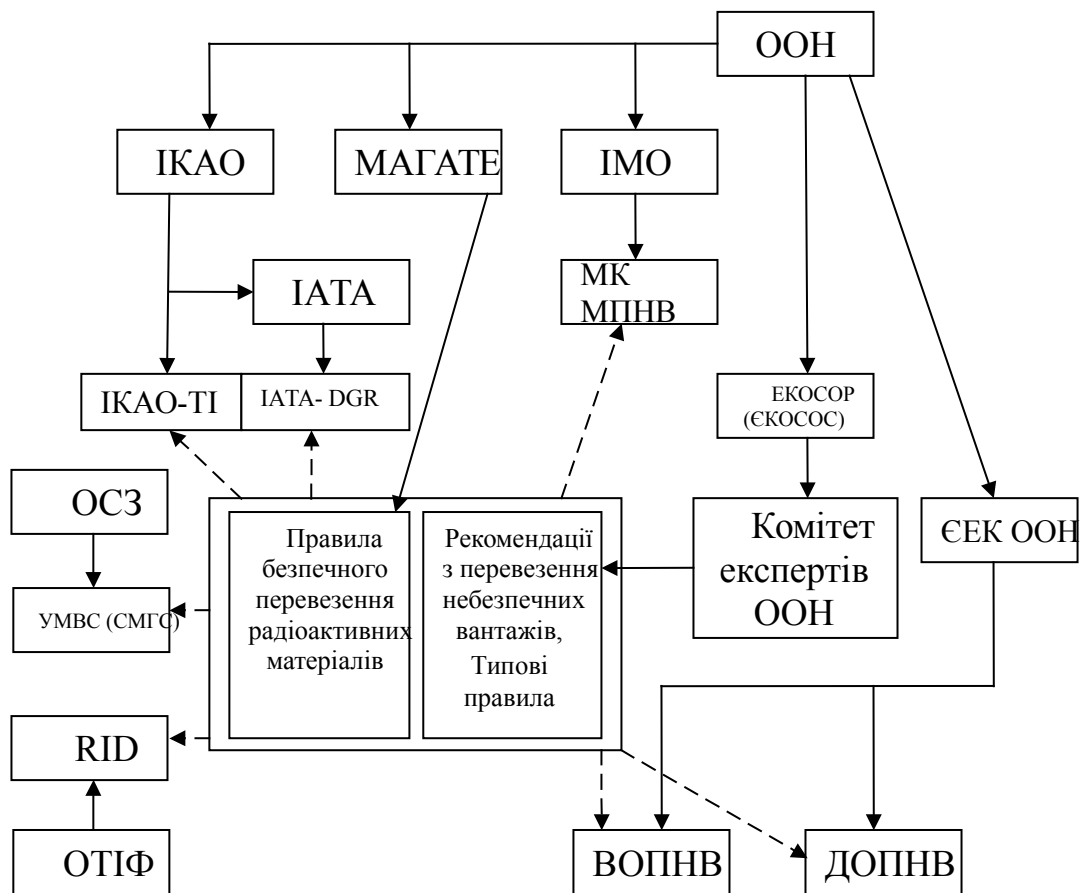 ООН
ІКАО
МАГАТЕ
ІМО
ІАТА
МК
МПНВ
ІКАО-ТІ
ІАТА- DGR
ЕКОСОР
(ЄКОСОС)
ОСЗ
УМВС (СМГС)
Правила
безпечного
перевезення
радіоактивних
матеріалів
Рекомендації
з перевезення
небезпечних
вантажів,
Типові
правила
Комітет
експертів
ООН
ЄЕК ООН
RID
ОТІФ
ВОПНВ
ДОПНВ